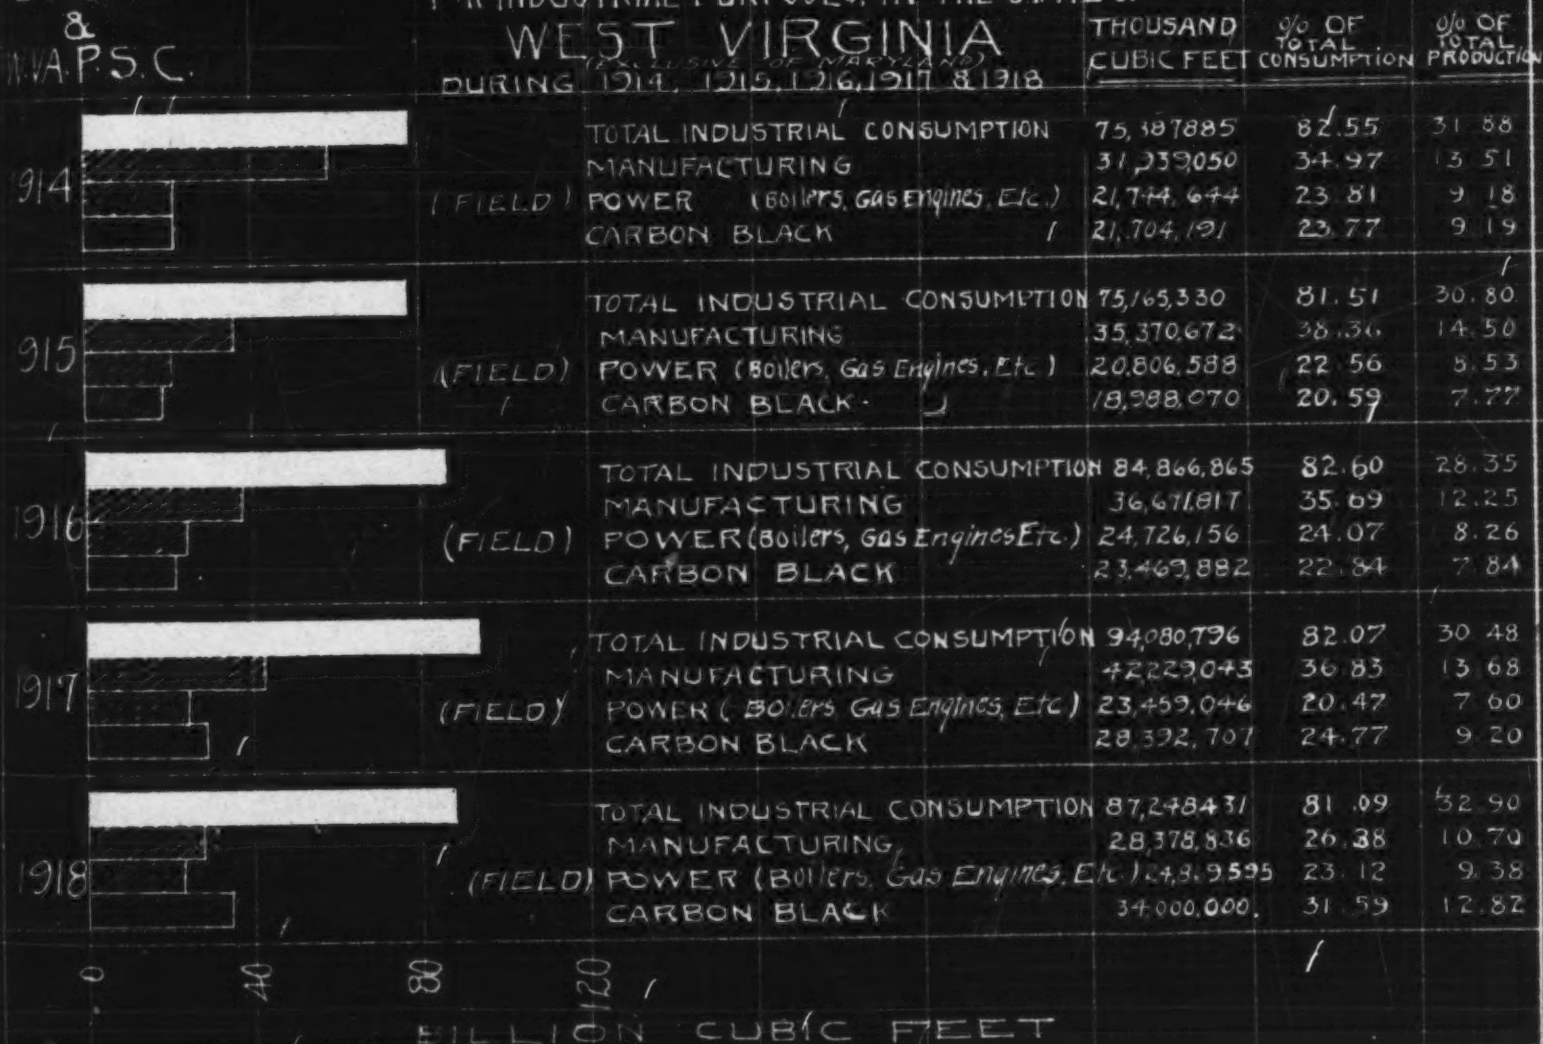 &
W.VA. P. S. C.
WEST VIRGINIA
(EXCLUSIVE OF MARYLAND)
DURING 1914, 1915, 1916, 1917 & 1918
THOUSAND CUBIC FEET
% OF TOTAL CONSUMPTION
% OF TOTAL PRODUCTION
1914
TOTAL INDUSTRIAL CONSUMPTION 82.55 31 88
MANUFACTURING 34.97 13 51
(FIELD) POWER (Boilers, Gas Engines, Etc.) 21,744,644 23 81 9 18
CARBON BLACK 21,704,191 23.77 9 19
1915
TOTAL INDUSTRIAL CONSUMPTION 75,165,330 81.51 30.80
MANUFACTURING 35,370,672 38.36 14.50
(FIELD) POWER (Boilers, Gas Engines, Etc) 20,806,588 22 56 8.53
CARBON BLACK 18,988,070 20.59 7.77
1916
TOTAL INDUSTRIAL CONSUMPTION 84,866,865 82.60 28.35
MANUFACTURING 36,671,817 35.69 12.25
(FIELD) POWER (Boilers, Gas Engines Etc.) 24,726,156 24.07 8.26
CARBON BLACK 23,469,882 22.84 7 84
1917
TOTAL INDUSTRIAL CONSUMPTION 94,080,796 82.07 30 48
MANUFACTURING 42229,043 36 83 13 68
(FIELD) POWER (Boilers Gas Engines, Etc) 23,459,046 20.47 7 60
CARBON BLACK 28,392,707 24.77 9 20
1918
TOTAL INDUSTRIAL CONSUMPTION 87,248431 81.09 32 90
MANUFACTURING 28,378,836 26.38 10 70
(FIELD) POWER (Boilers, Gas Engines, Etc) 23 12 9.38
CARBON BLACK 34,000,000. 31.59 12.82
0 40 80 120
BILLION CUBIC FEET